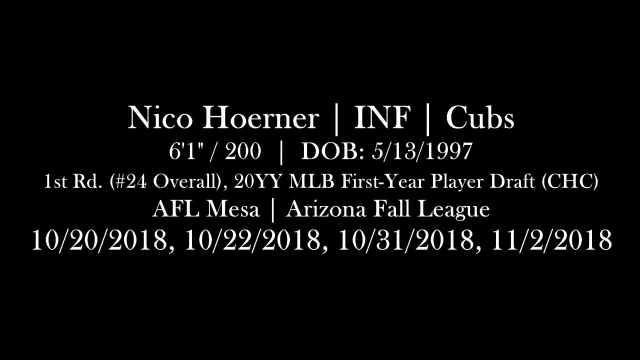 Nico Hoerner | INF | Cubs
6'1" / 200 | DOB: 5/13/1997
1st Rd. (#24 Overall), 20YY MLB First-Year Player Draft (CHC)
AFL Mesa | Arizona Fall League
10/20/2018, 10/22/2018, 10/31/2018, 11/2/2018